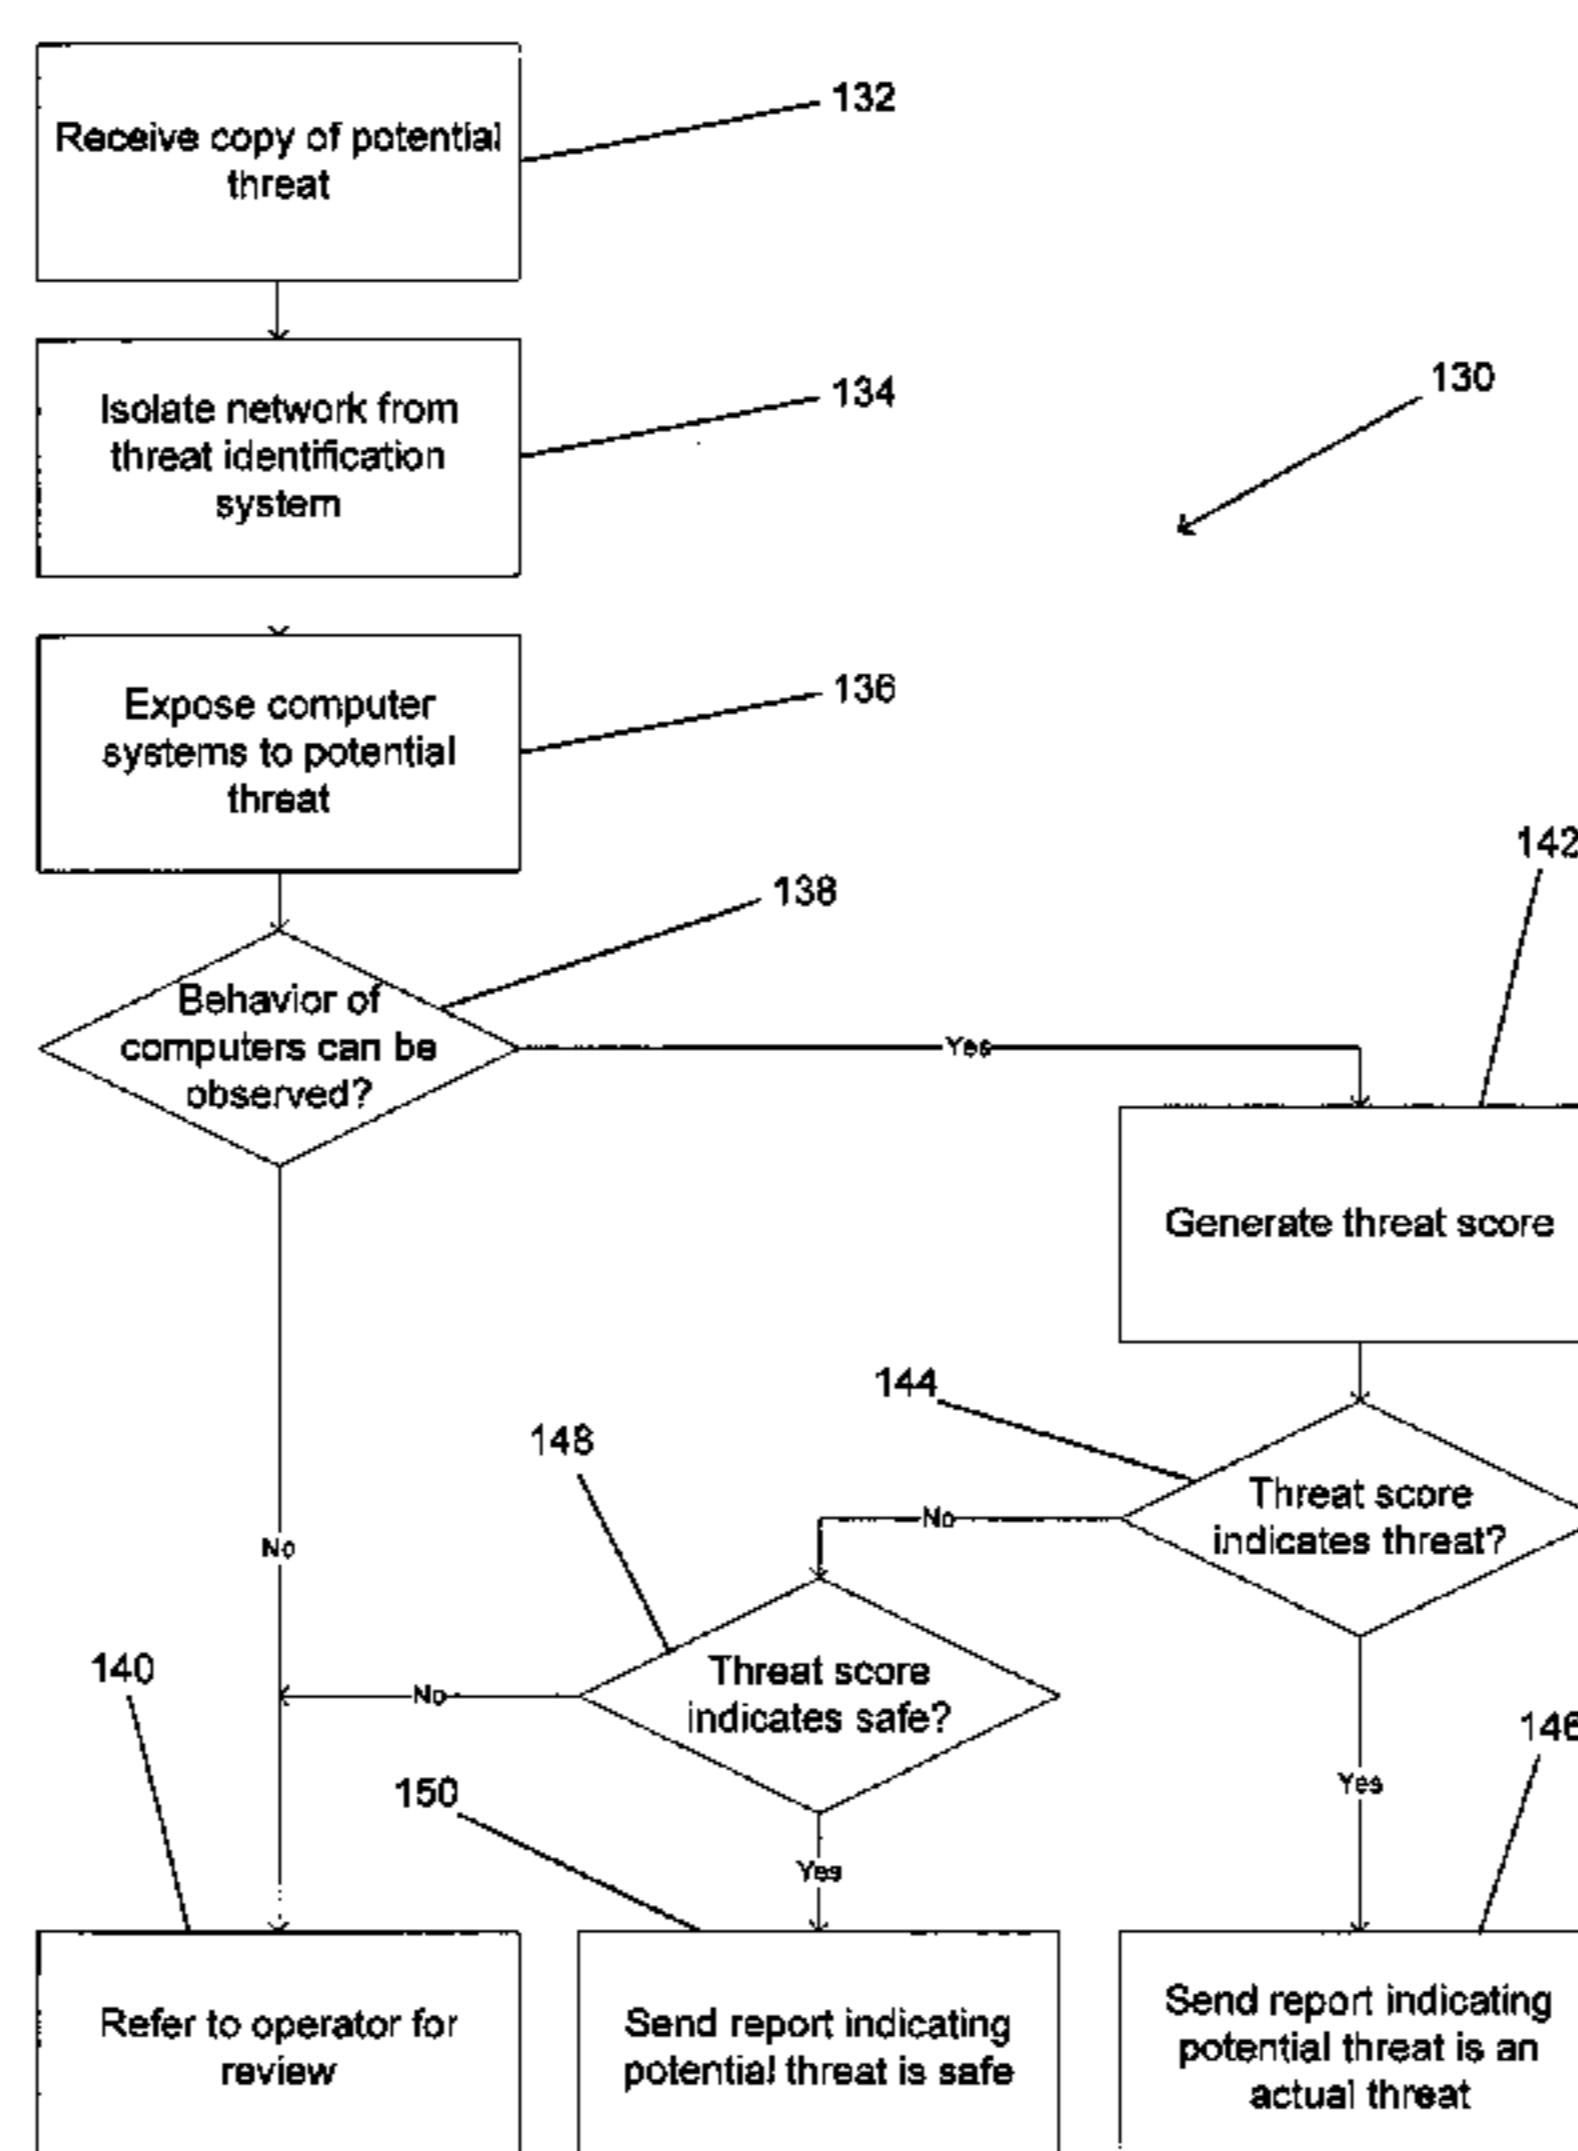 132
Receive copy of potential
threat
134
130
Isolate network from
threat identification
system
136
Expose computer
systems to potential
threat
142
138
Behavior of
computers can be
observed?
Yes
Generate threat score
144
148
Threat score
indicates threat?
No
No
140
Threat score
indicates safe?
No
146
150
Yes
Yes
Refer to operator for
review
Send report indicating
potential threat is safe
Send report indicating
potential threat is an
actual threat